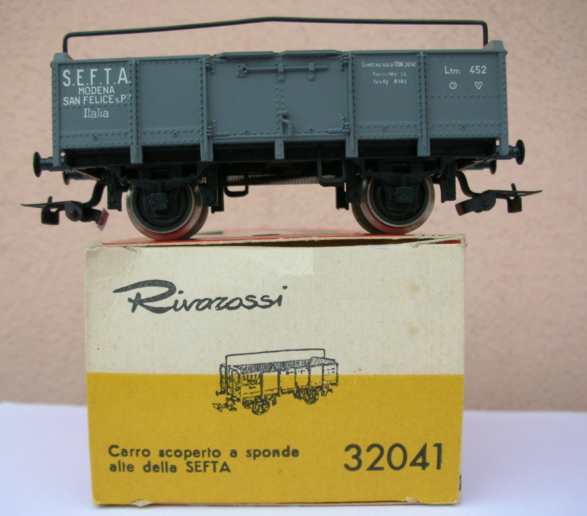 S.E.F.T.A.
MODENA
SAN FELICE s.P.
Italia
Ltm 452
Rivarossi
Carro scoperto a sponde
alte della SEFTA
32041